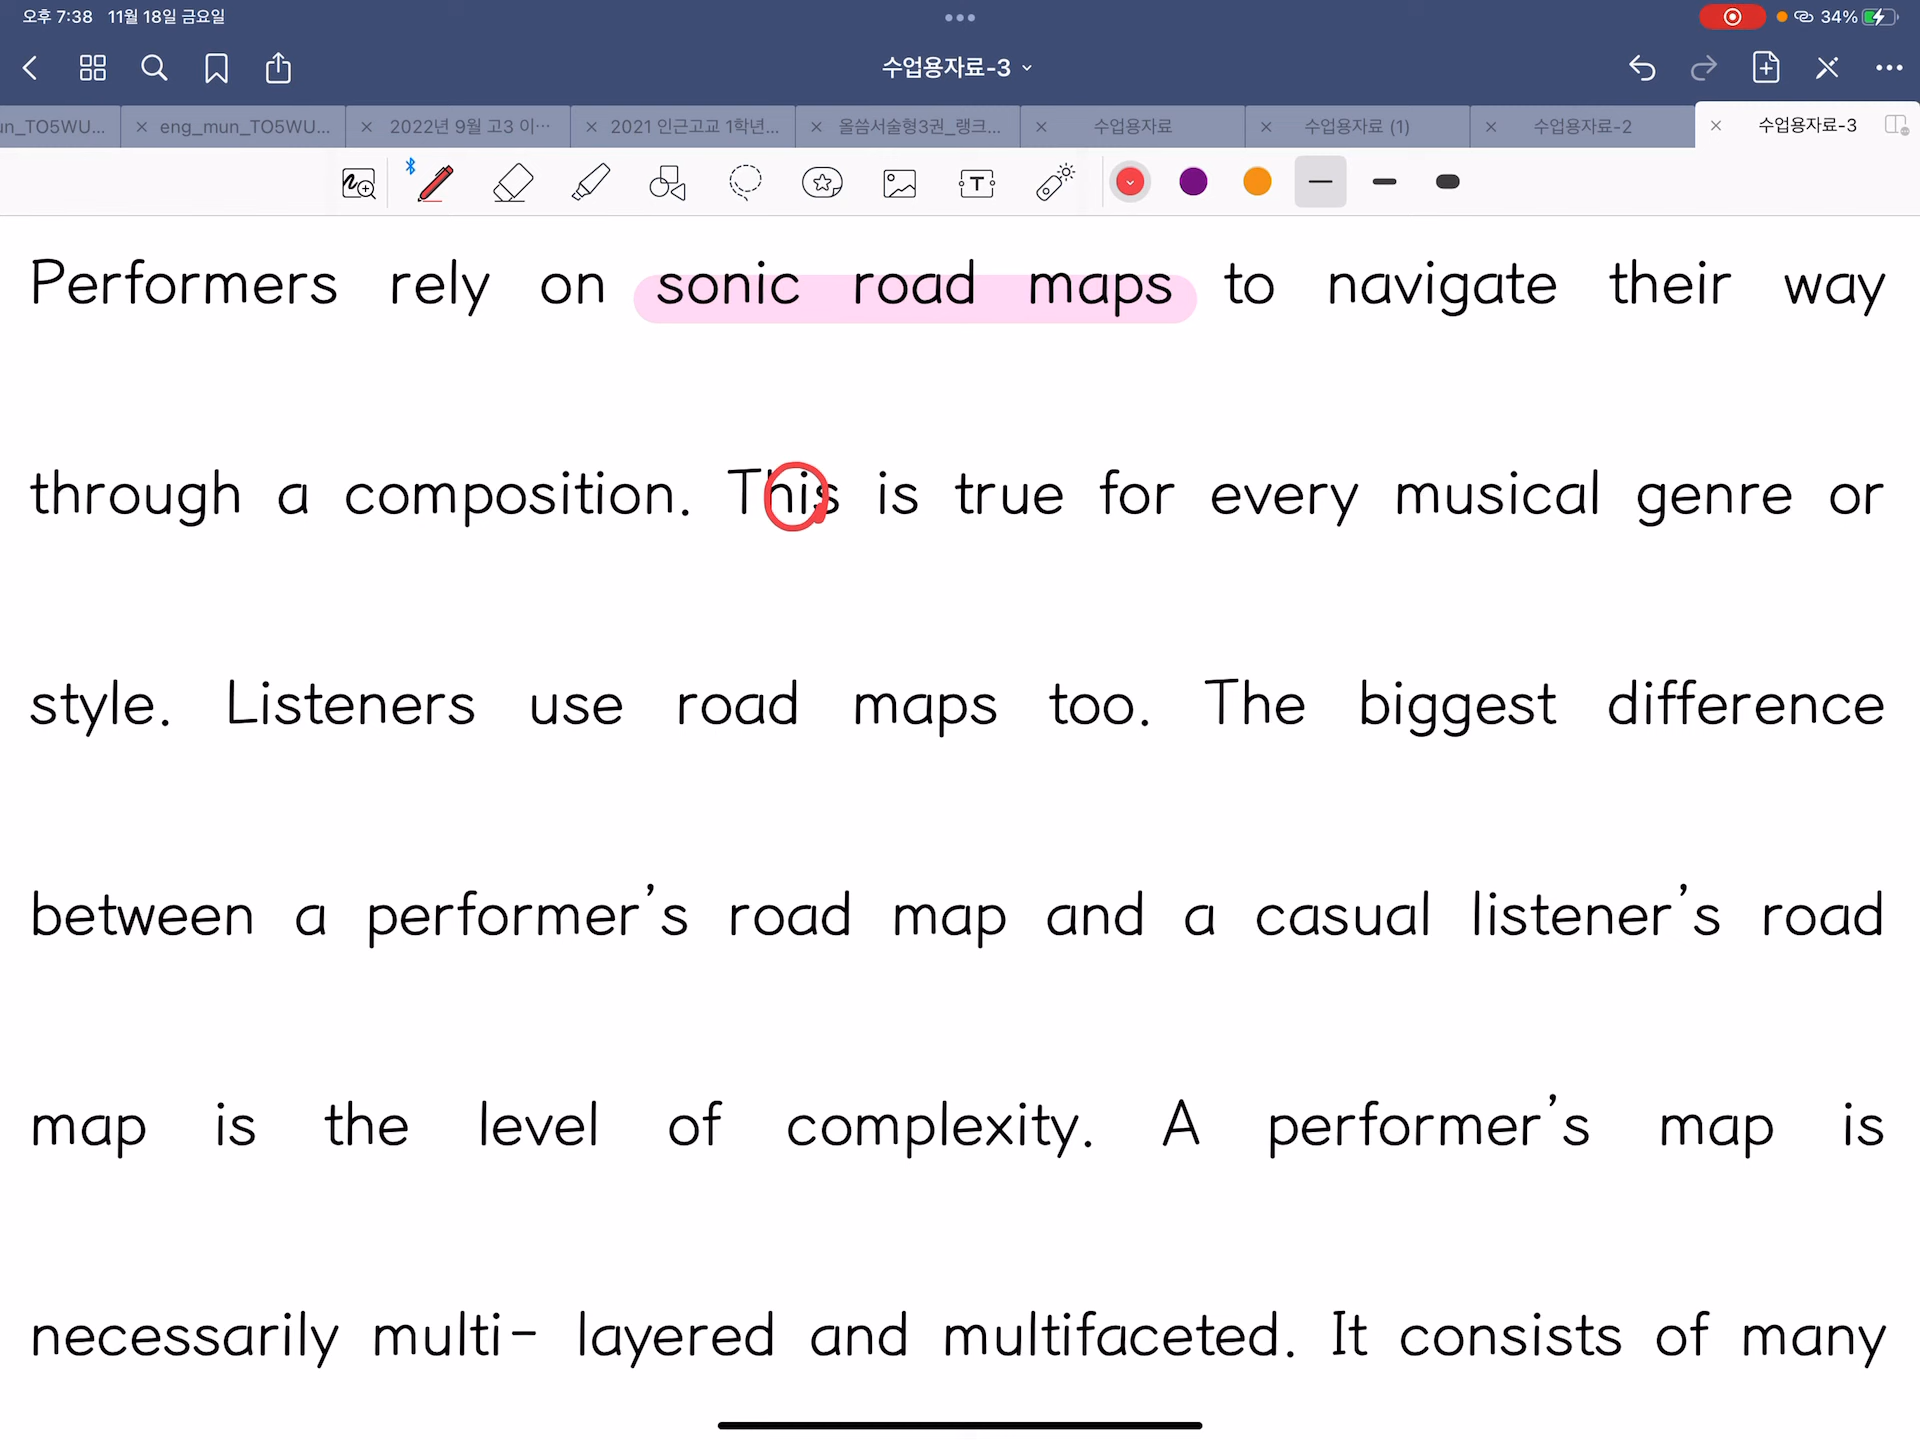 오후 7:38 11월 18일 금요일
34%
수업용자료-3
un_TO5WU... eng_mun_TO5WU... 2022년 9월 고3 이... 2021 인근고교 1학년... 올씀서술형3권_랭크... 수업용자료 수업용자료 (1) 수업용자료-2 수업용자료-3
Performers rely on sonic road maps to navigate their way
through a composition. This is true for every musical genre or
style. Listeners use road maps too. The biggest difference
between a performer's road map and a casual listener's road
map is the level of complexity. A performer's map is
necessarily multi- layered and multifaceted. It consists of many